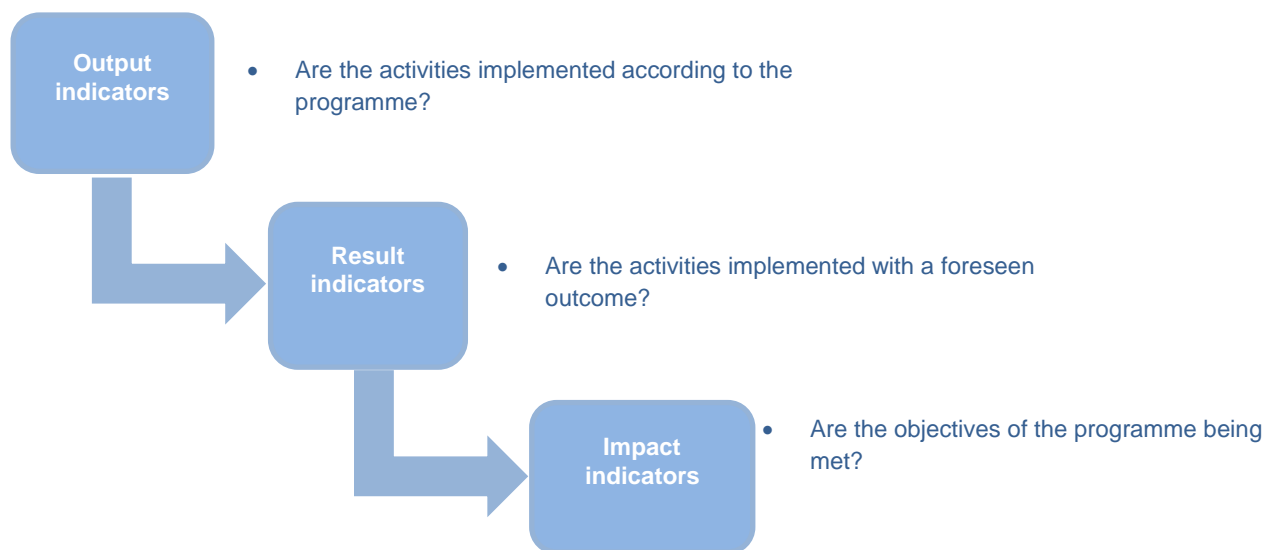 Output
indicators
• Are the activities implemented according to the
programme?
Result
indicators
• Are the activities implemented with a foreseen
outcome?
Impact
indicators
• Are the objectives of the programme being
met?